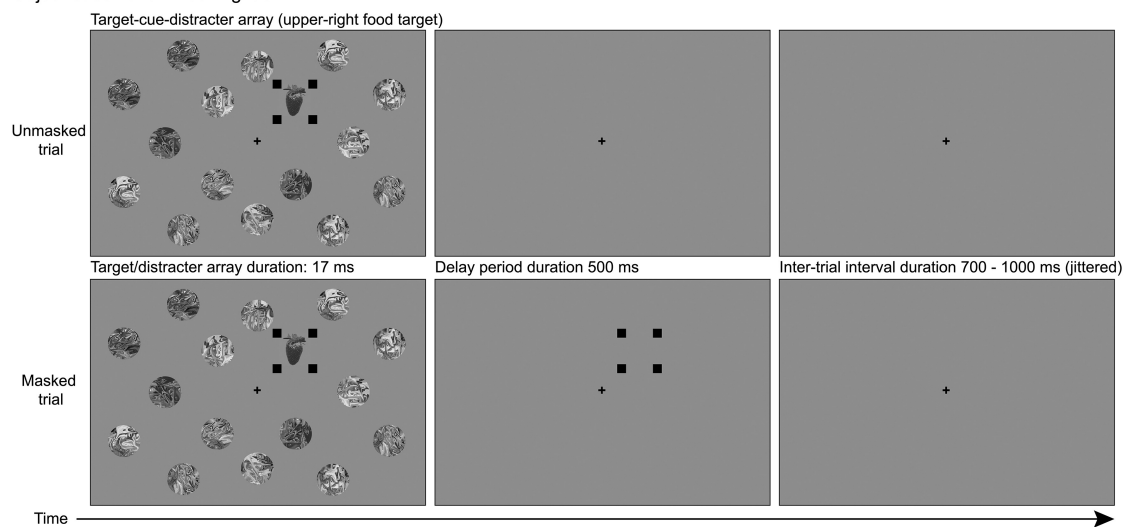 Target-cue-distracter array (upper-right food target)
Unmasked
trial
Target/distracter array duration: 17 ms
Delay period duration 500 ms
Inter-trial interval duration 700 - 1000 ms (jittered)
Masked
trial
Time